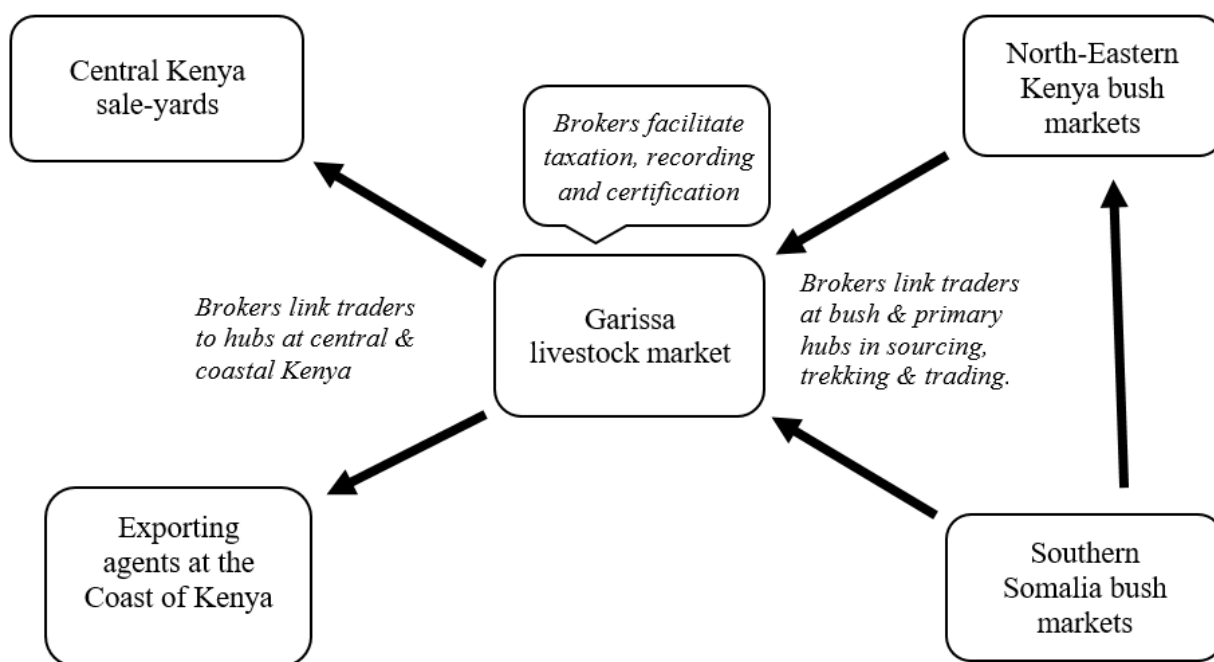 Central Kenya
sale-yards
Brokers facilitate
taxation, recording
and certification
North-Eastern
Kenya bush
markets
Brokers link traders
to hubs at central &
coastal Kenya
Garissa
livestock market
Brokers link traders
at bush & primary
hubs in sourcing,
trekking & trading.
Exporting
agents at the
Coast of Kenya
Southern
Somalia bush
markets